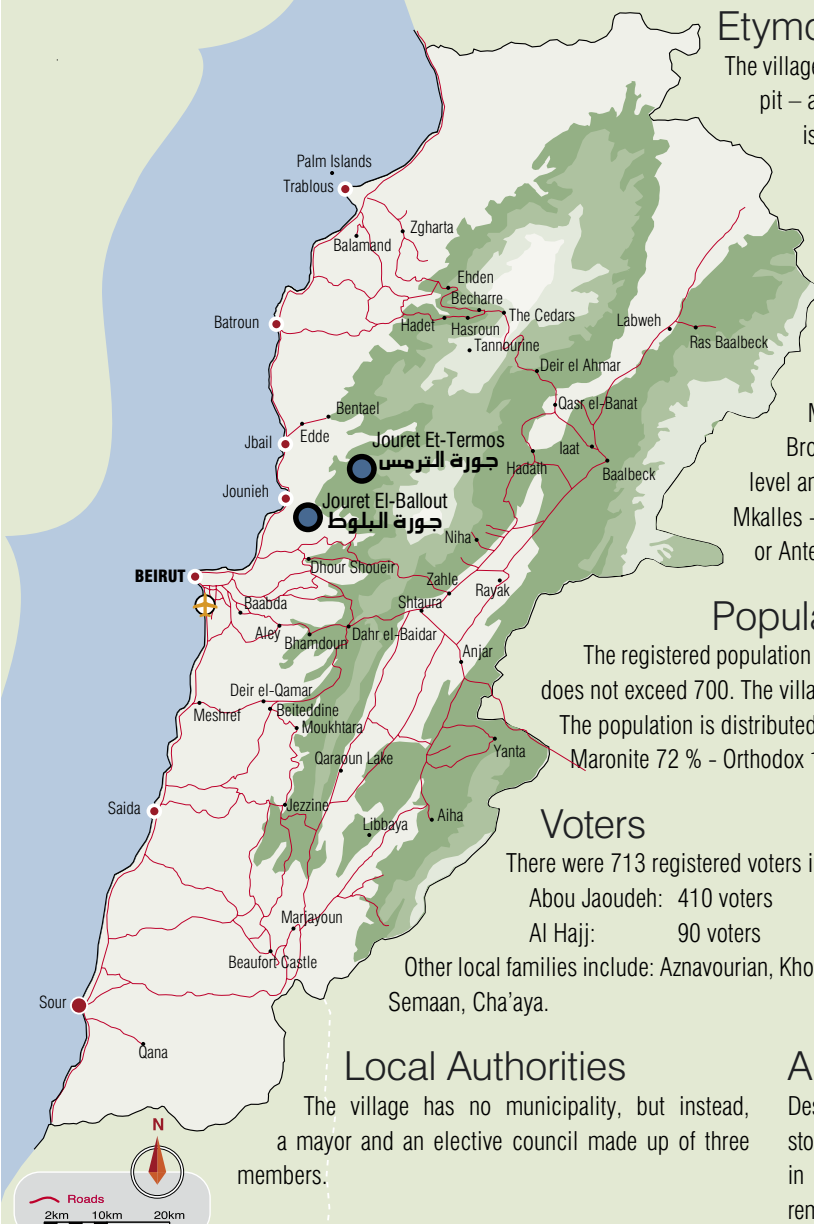 Etymo
The village
pit – a
is
Palm Islands
Trablous
Zgharta
Balamand
Ehden
Becharre
The Cedars
Batroun
Hadet
Hasroun
Labweh
Ras Baalbeck
Tannourine
Deir el Ahmar
Qasr el-Banat
Bentael
Edde
Jbail
Jouret Et-Termos
جورة الترمس
Iaat
Hadath
Baalbeck
Jounieh
Jouret El-Ballout
جورة البلوط
Niha
Bro
level an
Mkalles -
or Ante
BEIRUT
Dhour Shoueir
Zahle
Rayak
Shtaura
Baabda
Aley
Bhamdoun
Dahr el-Baidar
Anjar
Popula
The registered population
does not exceed 700. The villa
The population is distributed
Maronite 72 % - Orthodox 1
Deir el-Qamar
Meshref
Beiteddine
Moukhtara
Yanta
Qaraoun Lake
Saida
Jezzine
Libbaya
Aiha
Voters
There were 713 registered voters i
Abou Jaoudeh: 410 voters
Al Hajj: 90 voters
Other local families include: Aznavourian, Kho
Semaan, Cha'aya.
Marjayoun
Beaufort Castle
Sour
Qana
Local Authorities
The village has no municipality, but instead,
a mayor and an elective council made up of three
members.
A
Des
sto
in
ren
N
Roads
2km 10km 20km